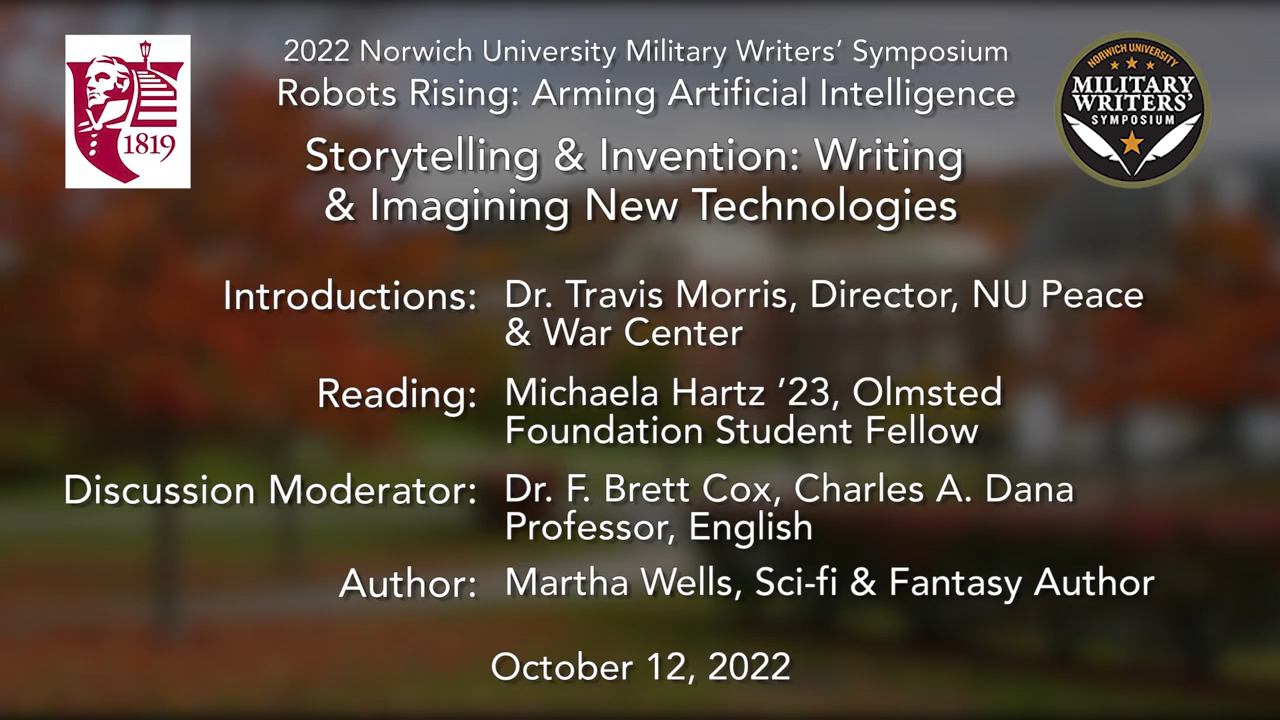 2022 Norwich University Military Writers' Symposium
Robots Rising: Arming Artificial Intelligence
Storytelling & Invention: Writing
& Imagining New Technologies
1819
NORWICH UNIVERSITY
MILITARY
WRITERS'
SYMPOSIUM
Introductions: Dr. Travis Morris, Director, NU Peace
& War Center
Reading: Michaela Hartz '23, Olmsted
Foundation Student Fellow
Discussion Moderator: Dr. F. Brett Cox, Charles A. Dana
Professor, English
Author: Martha Wells, Sci-fi & Fantasy Author
October 12, 2022